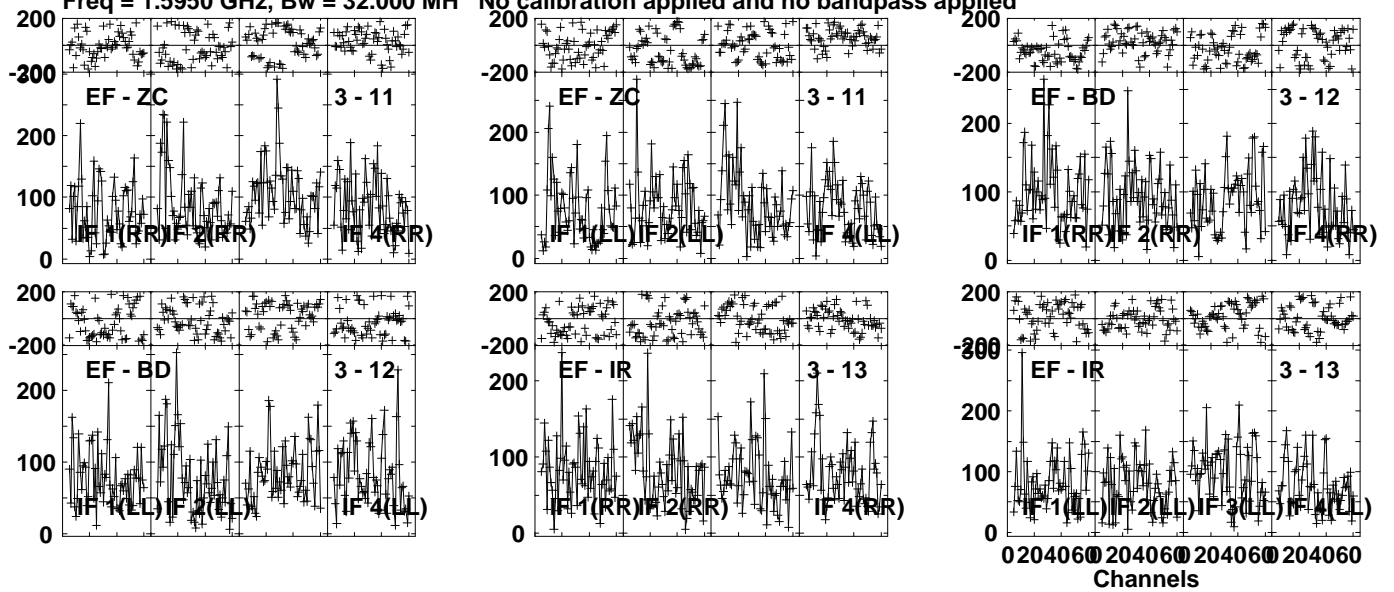 Freq = 1.5950 GHz, Bw = 32.000 MH No calibration applied and no bandpass applied
200 200 200
-200 -200 -200
300
EF - ZC 3 - 11 EF - ZC 3 - 11 EF - BD 3 - 12
200 200 200
100 100 100
IF 1(RR) IF 2(RR) IF 4(RR) IF 1(LL) IF 2(LL) IF 4(LL) IF 1(RR) IF 2(RR) IF 4(RR)
0 0 0
200 200 200
-200 -200 -200
300
EF - BD 3 - 12 EF - IR 3 - 13 EF - IR 3 - 13
200 200 200
100 100 100
IF 1(LL) IF 2(LL) IF 4(LL) IF 1(RR) IF 2(RR) IF 4(RR) IF 1(LL) IF 2(LL) IF 3(LL) IF 4(LL)
0 0 0
0 20 40 60 0 20 40 60 0 20 40 60 0 20 40 60
Channels